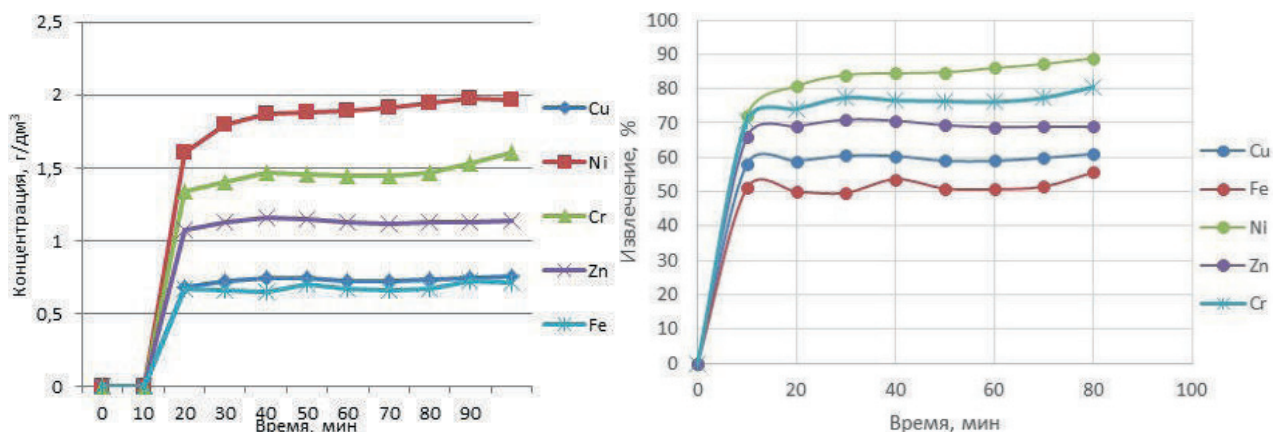 2,5
2
1,5
1
0,5
0
Концентрация, г/дм³
0 10 20 30 40 50 60 70 80 90
Время, мин
Cu
Ni
Cr
Zn
Fe
100
90
80
70
60
50
40
30
20
10
0
Извлечение, %
0 20 40 60 80 100
Время, мин
Cu
Fe
Ni
Zn
Cr